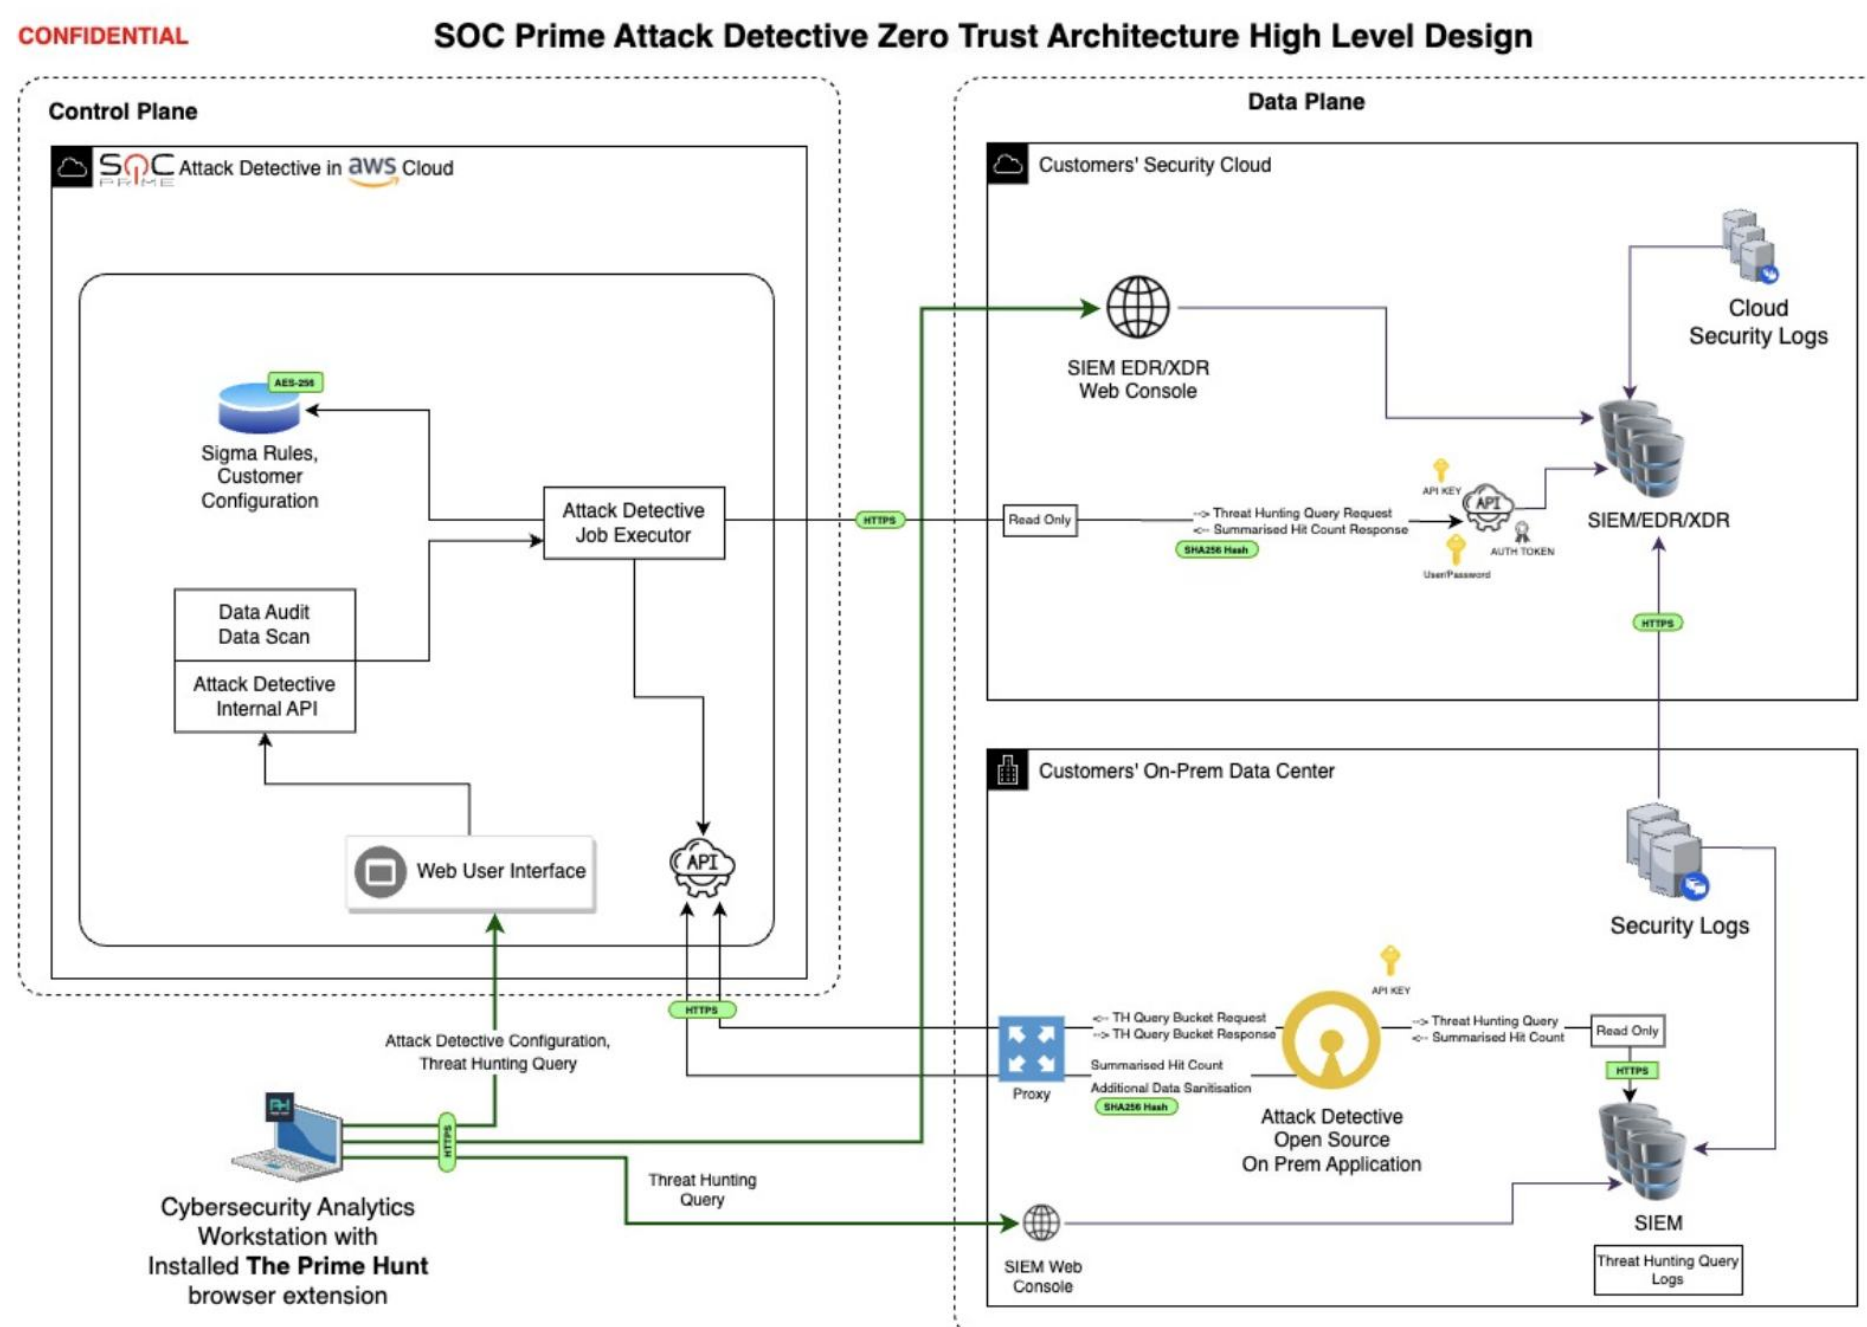 CONFIDENTIAL
SOC Prime Attack Detective Zero Trust Architecture High Level Design
Control Plane
SOC
PRIME
Attack Detective in aws Cloud
AES-256
Sigma Rules,
Customer
Configuration
Attack Detective
Job Executor
Data Audit
Data Scan
Attack Detective
Internal API
Web User Interface
API
HTTPS
HTTPS
Attack Detective Configuration,
Threat Hunting Query
HTTPS
Threat Hunting
Query
Cybersecurity Analytics
Workstation with
Installed The Prime Hunt
browser extension
Data Plane
Customers' Security Cloud
Cloud
Security Logs
SIEM EDR/XDR
Web Console
Read Only
--> Threat Hunting Query Request
<-- Summarised Hit Count Response
SHA256 Hash
API KEY
API
AUTH TOKEN
User/Password
SIEM/EDR/XDR
HTTPS
Customers' On-Prem Data Center
Security Logs
API KEY
Proxy
<-- TH Query Bucket Request
--> TH Query Bucket Response
Summarised Hit Count
Additional Data Sanitisation
SHA256 Hash
Attack Detective
Open Source
On Prem Application
--> Threat Hunting Query
<-- Summarised Hit Count
Read Only
HTTPS
SIEM
Threat Hunting Query
Logs
SIEM Web
Console